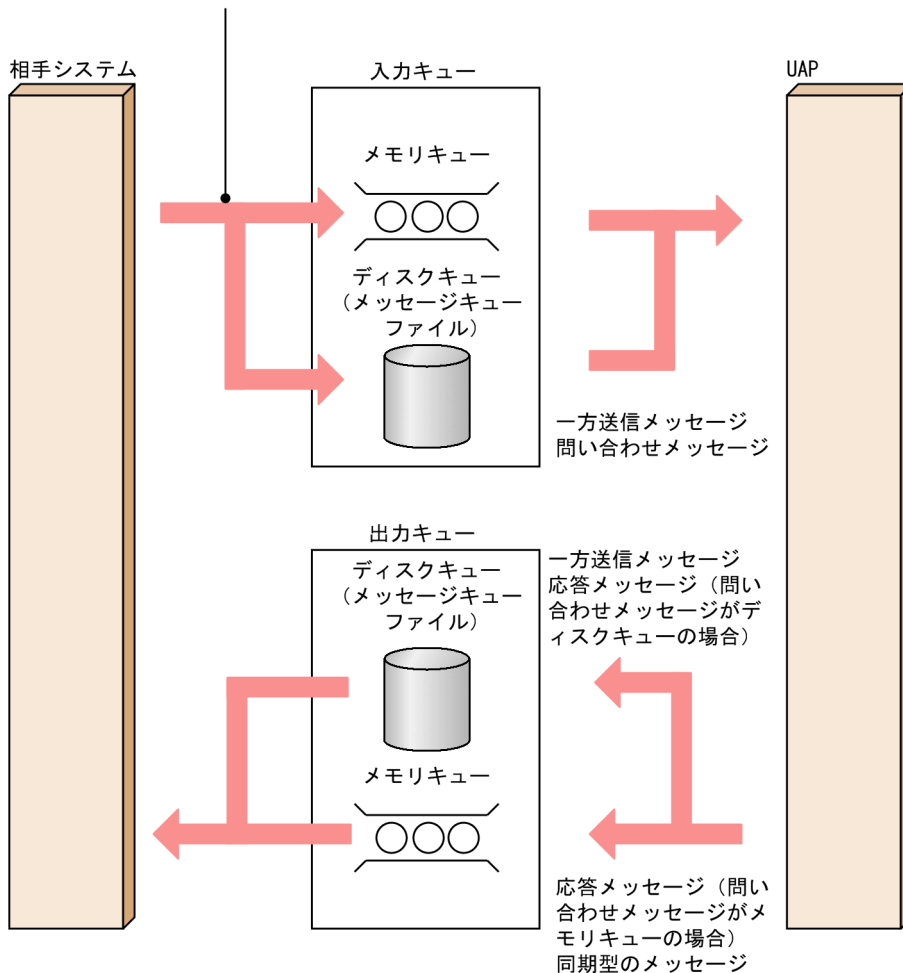 相手システム
入力キュー
UAP
メモリキュー
ディスクキュー
（メッセージキュー
ファイル）
一方送信メッセージ
問い合わせメッセージ
出力キュー
ディスクキュー
（メッセージキュー
ファイル）
一方送信メッセージ
応答メッセージ（問い
合わせメッセージがデ
ィスクキューの場合）
メモリキュー
応答メッセージ（問い
合わせメッセージがメ
モリキューの場合）
同期型のメッセージ